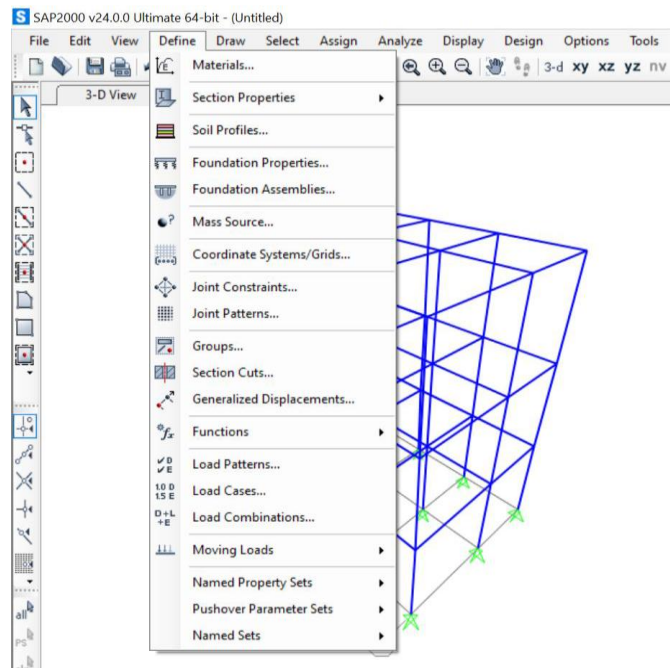 S SAP2000 v24.0.0 Ultimate 64-bit - (Untitled)
File Edit View Define Draw Select Assign Analyze Display Design Options Tools
3-d xy xz yz nv
3-D View
Materials...
Section Properties
Soil Profiles...
Foundation Properties...
Foundation Assemblies...
Mass Source...
Coordinate Systems/Grids...
Joint Constraints...
Joint Patterns...
Groups...
Section Cuts...
Generalized Displacements...
Functions
Load Patterns...
Load Cases...
Load Combinations...
Moving Loads
Named Property Sets
Pushover Parameter Sets
Named Sets
all
ps